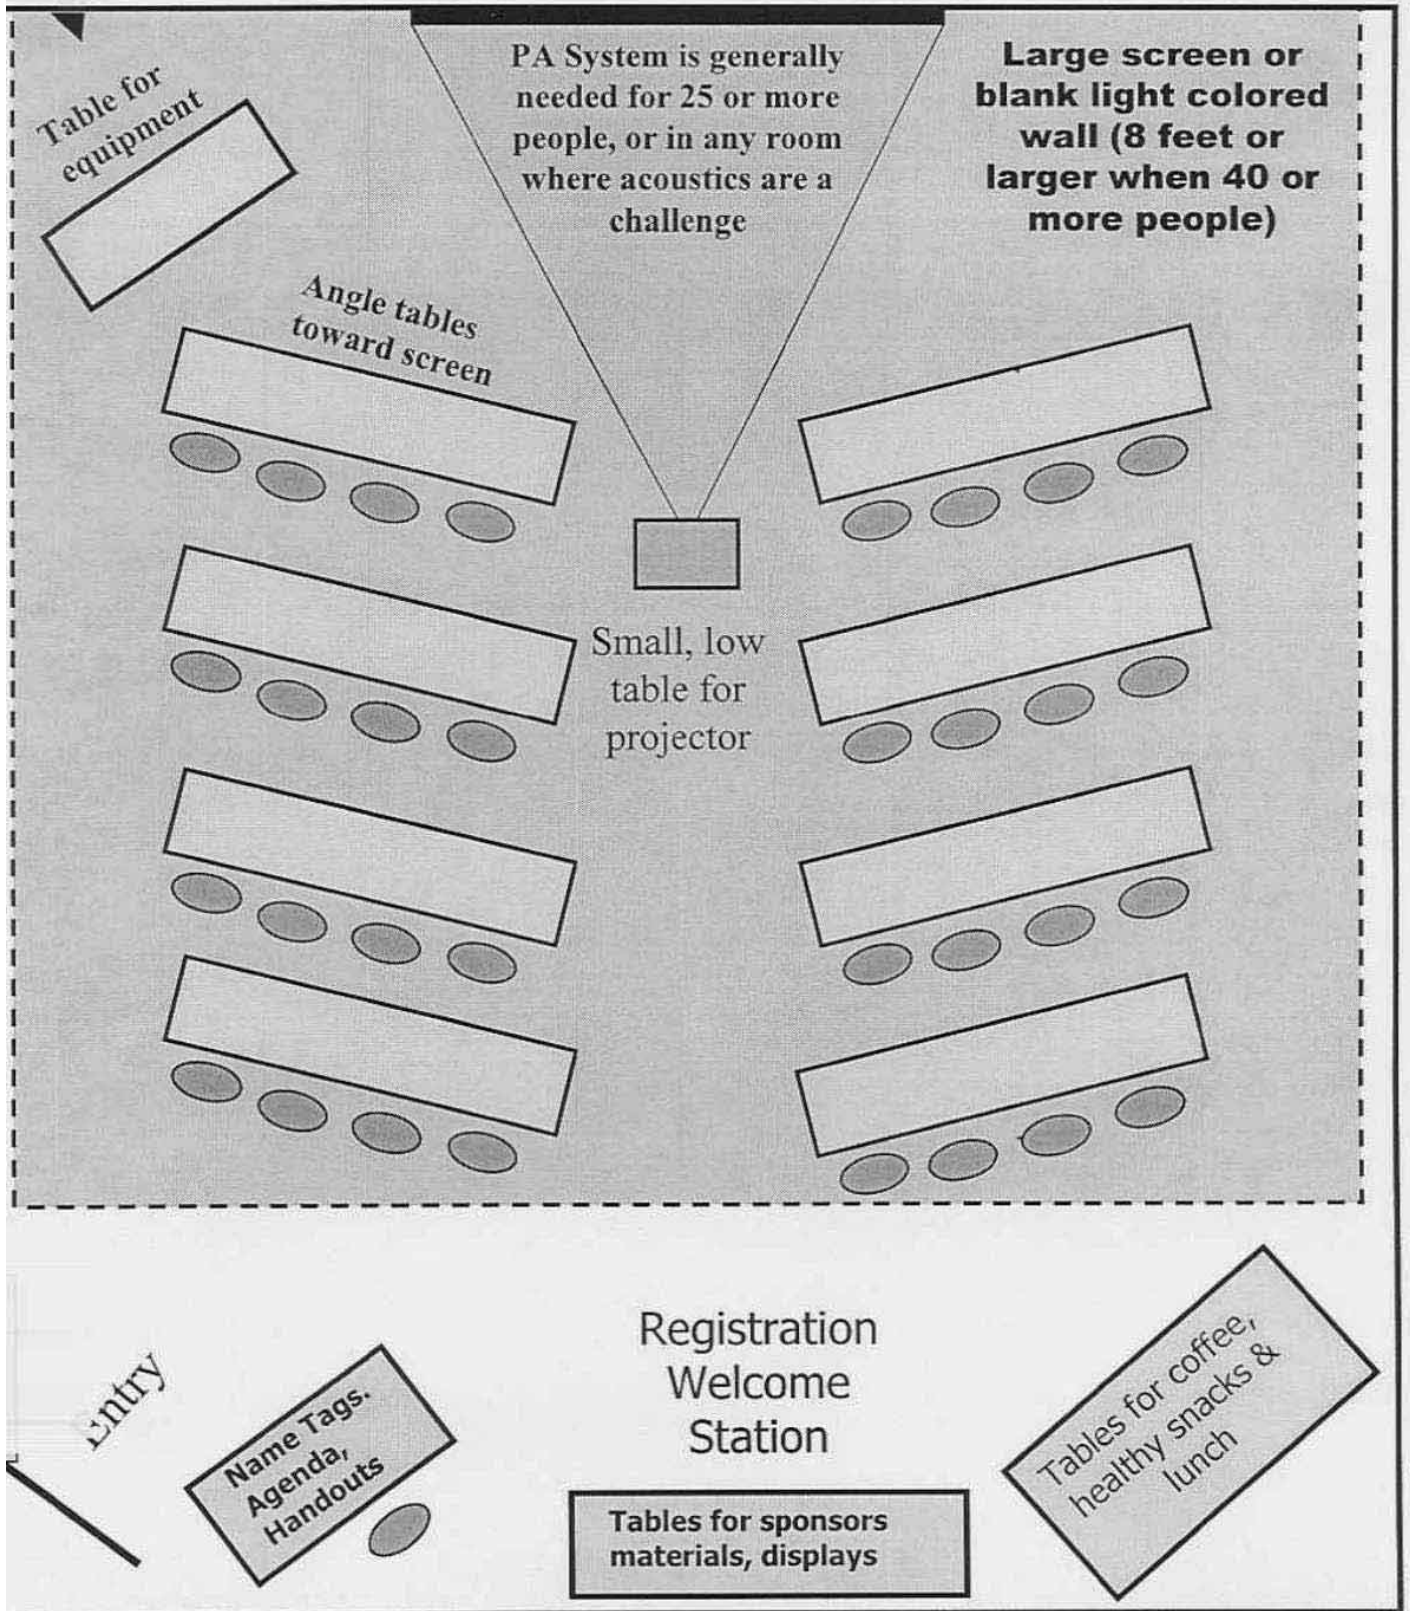 Table for
equipment
PA System is generally
needed for 25 or more
people, or in any room
where acoustics are a
challenge
Large screen or
blank light colored
wall (8 feet or
larger when 40 or
more people)
Angle tables
toward screen
Small, low
table for
projector
Entry
Name Tags.
Agenda,
Handouts
Registration
Welcome
Station
Tables for sponsors
materials, displays
Tables for coffee,
healthy snacks &
lunch